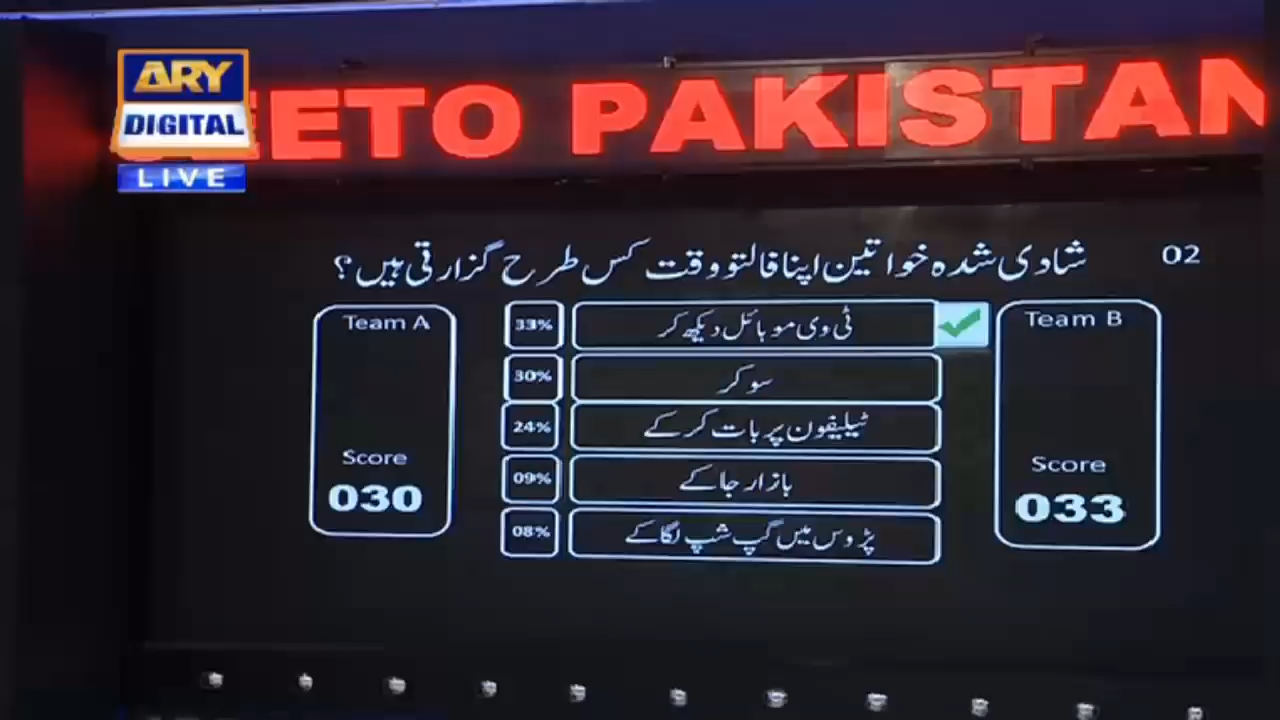 ARY
DIGITAL
LIVE
EETO PAKISTAN
شادی شدہ خواتین اپنا فالتو وقت کس طرح گزارتی ہیں؟
02
Team A
Score
030
33% ٹی وی موبائل دیکھ کر
30% سو کر
24% ٹیلیفون پر بات کر کے
09% بازار جا کے
08% پڑوس میں گپ شپ لگا کے
Team B
Score
033